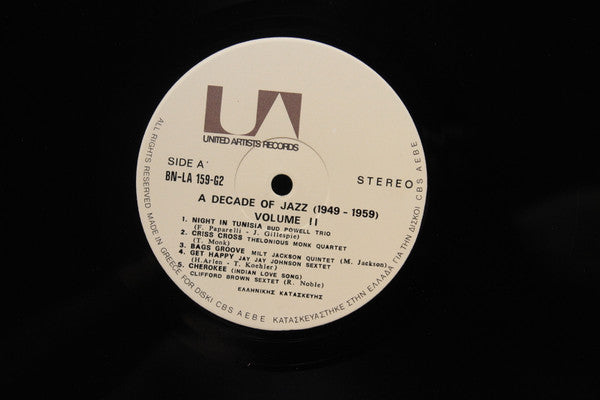 UA
UNITED ARTISTS RECORDS
SIDE A'
BN-LA 159-G2
STEREO
A DECADE OF JAZZ (1949 - 1959)
VOLUME II
1. NIGHT IN TUNISIA BUD POWELL TRIO
(F. Paparelli - J. Gillespie)
2. CRISS CROSS THELONIOUS MONK QUARTET
(T. Monk)
3. BAGS GROOVE MILT JACKSON QUINTET (M. Jackson)
4. GET HAPPY JAY JAY JOHNSON SEXTET
(H.Arlen - T. Koehler)
5. CHEROKEE (INDIAN LOVE SONG)
CLIFFORD BROWN SEXTET (R. Noble)
ΕΛΛΗΝΙΚΗΣ ΚΑΤΑΣΚΕΥΗΣ
ALL RIGHTS RESERVED MADE IN GREECE FOR DISKI CBS AEBE ΚΑΤΑΣΚΕΥΑΣΤΗΚΕ ΣΤΗΝ ΕΛΛΑΔΑ ΓΙΑ ΤΗΝ ΔΙΣΚΟΙ CBS AEBE